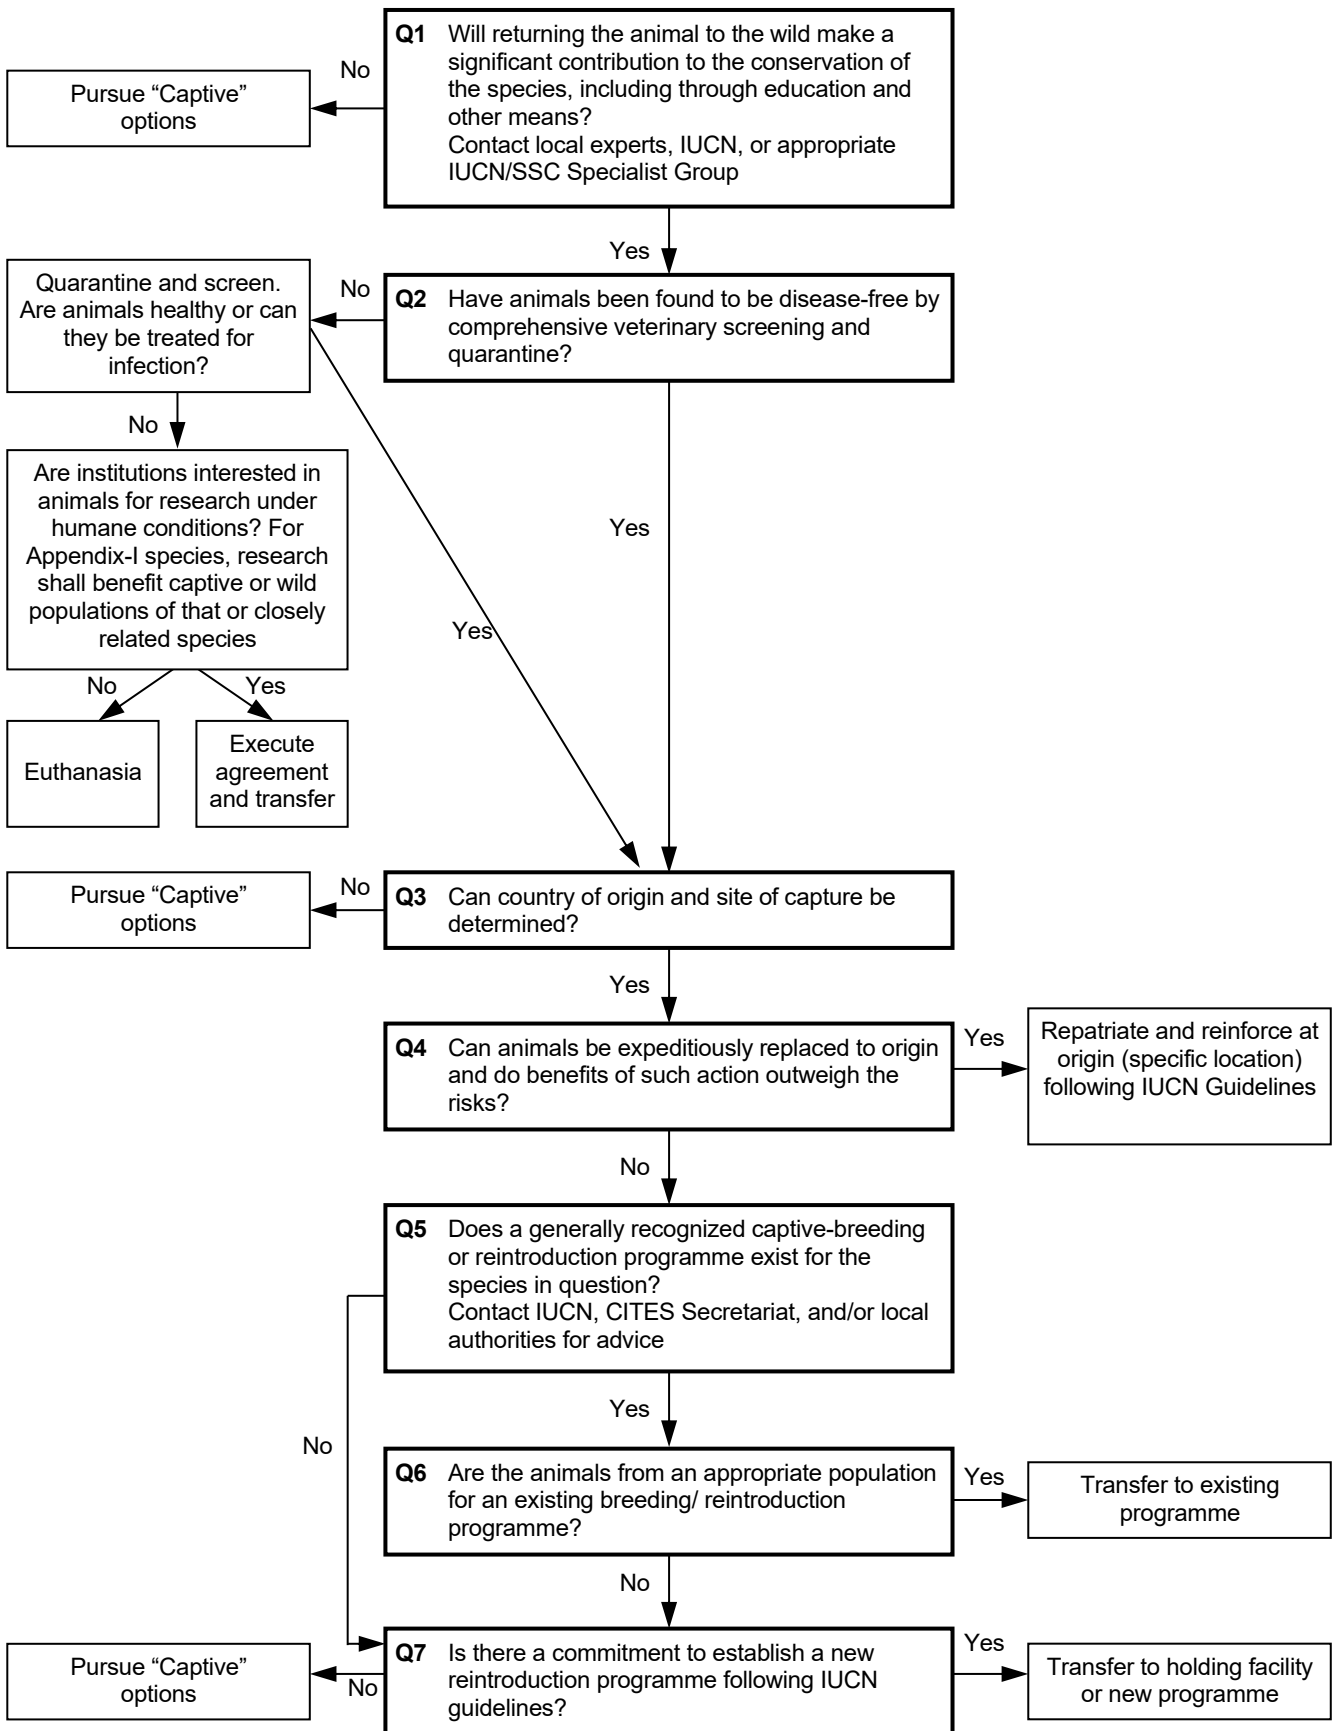 Q1 Will returning the animal to the wild make a
significant contribution to the conservation of
the species, including through education and
other means?
Contact local experts, IUCN, or appropriate
IUCN/SSC Specialist Group
No
Pursue “Captive”
options
Yes
Q2 Have animals been found to be disease-free by
comprehensive veterinary screening and
quarantine?
No
Quarantine and screen.
Are animals healthy or can
they be treated for
infection?
No
Are institutions interested in
animals for research under
humane conditions? For
Appendix-I species, research
shall benefit captive or wild
populations of that or closely
related species
No
Yes
Euthanasia
Execute
agreement
and transfer
Yes
Yes
Q3 Can country of origin and site of capture be
determined?
No
Pursue “Captive”
options
Yes
Q4 Can animals be expeditiously replaced to origin
and do benefits of such action outweigh the
risks?
Yes
Repatriate and reinforce at
origin (specific location)
following IUCN Guidelines
No
Q5 Does a generally recognized captive-breeding
or reintroduction programme exist for the
species in question?
Contact IUCN, CITES Secretariat, and/or local
authorities for advice
Yes
No
Q6 Are the animals from an appropriate population
for an existing breeding/ reintroduction
programme?
Yes
Transfer to existing
programme
No
Q7 Is there a commitment to establish a new
reintroduction programme following IUCN
guidelines?
No
Pursue “Captive”
options
Yes
Transfer to holding facility
or new programme